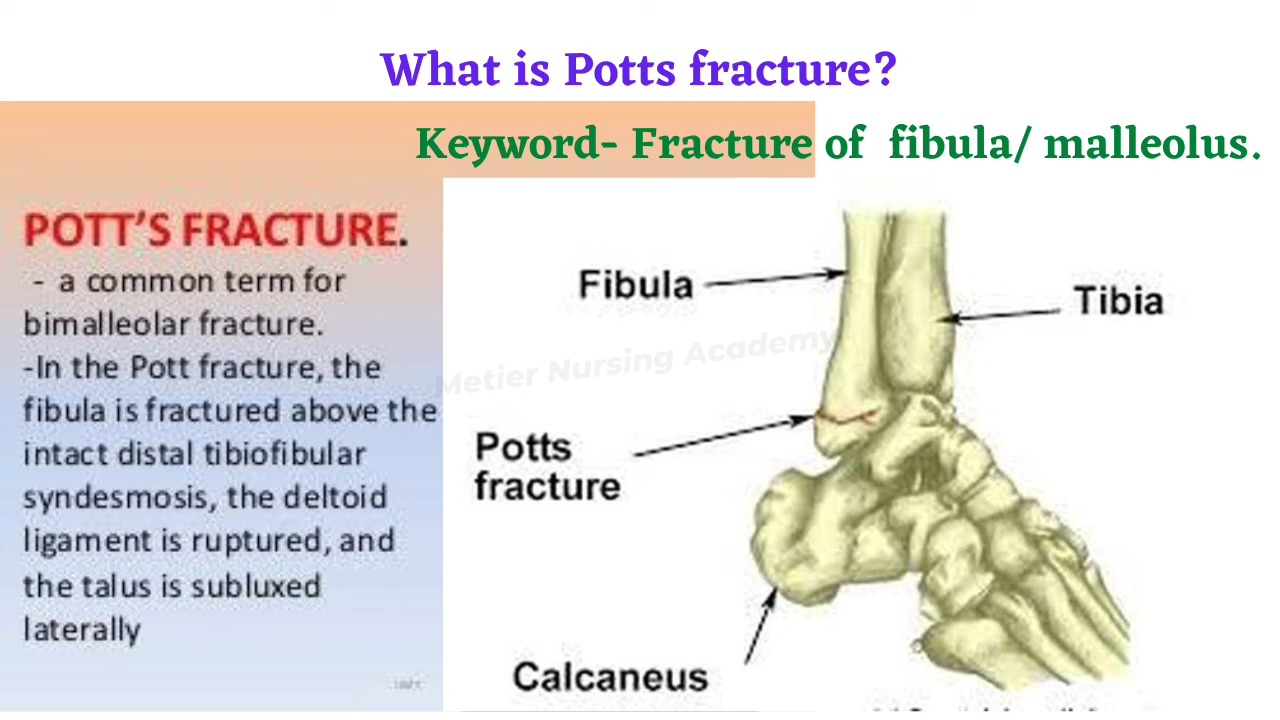 What is Potts fracture?
Keyword- Fracture of fibula/ malleolus.
POTT'S FRACTURE.
- a common term for
bimalleolar fracture.
-In the Pott fracture, the
fibula is fractured above the
intact distal tibiofibular
syndesmosis, the deltoid
ligament is ruptured, and
the talus is subluxed
laterally
Fibula
Tibia
Metier Nursing Academy
Potts
fracture
Calcaneus